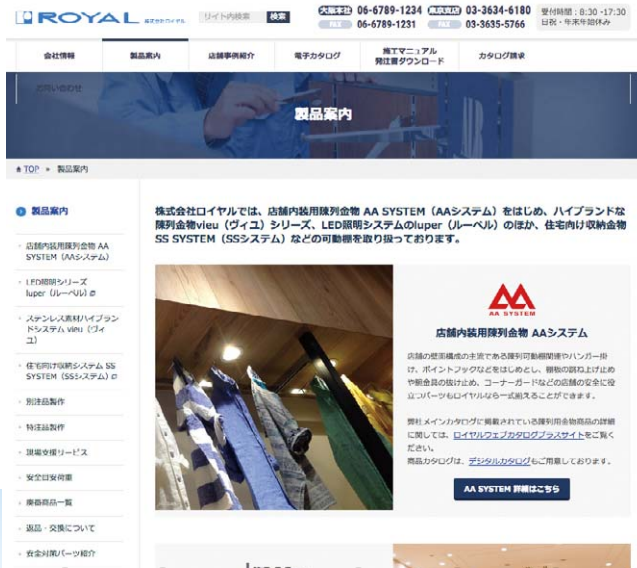 ROYAL 株式会社ロイヤル
サイト内検索 検索
大阪本社 06-6789-1234 東京支店 03-3634-6180
FAX 06-6789-1231 FAX 03-3635-5766
受付時間：8:30 -17:30
日祝・年末年始休み
会社情報
製品案内
店舗事例紹介
電子カタログ
施工マニュアル
発注書ダウンロード
カタログ請求
お問い合わせ
製品案内
TOP » 製品案内
製品案内
店舗内装用陳列金物 AA
SYSTEM（AAシステム）
LED照明シリーズ
luper（ルーペル）
ステンレス素材ハイブラン
ドシステム vieu（ヴィ
ユ）
住宅向け収納システム SS
SYSTEM（SSシステム）
別注品製作
特注品製作
現場支援サービス
安全目安荷重
廃番商品一覧
返品・交換について
安全対策パーツ紹介
株式会社ロイヤルでは、店舗内装用陳列金物 AA SYSTEM（AAシステム）をはじめ、ハイブランドな
陳列金物vieu（ヴィユ）シリーズ、LED照明システムのluper（ルーペル）のほか、住宅向け収納金物
SS SYSTEM（SSシステム）などの可動棚を取り扱っております。
AA SYSTEM
店舗内装用陳列金物 AAシステム
店舗の壁面構成の主流である陳列可動棚関連やハンガー掛
け、ポイントフックなどをはじめとし、棚板の跳ね上げ止め
や照金具の抜け止め、コーナーガードなどの店舗の安全に役
立つパーツもロイヤルなら一式揃えることができます。
弊社メインカタログに掲載されている陳列用金物商品の詳細
に関しては、ロイヤルウェブカタログプラスサイトをご覧く
ださい。
商品カタログは、デジタルカタログもご用意しております。
AA SYSTEM 詳細はこちら